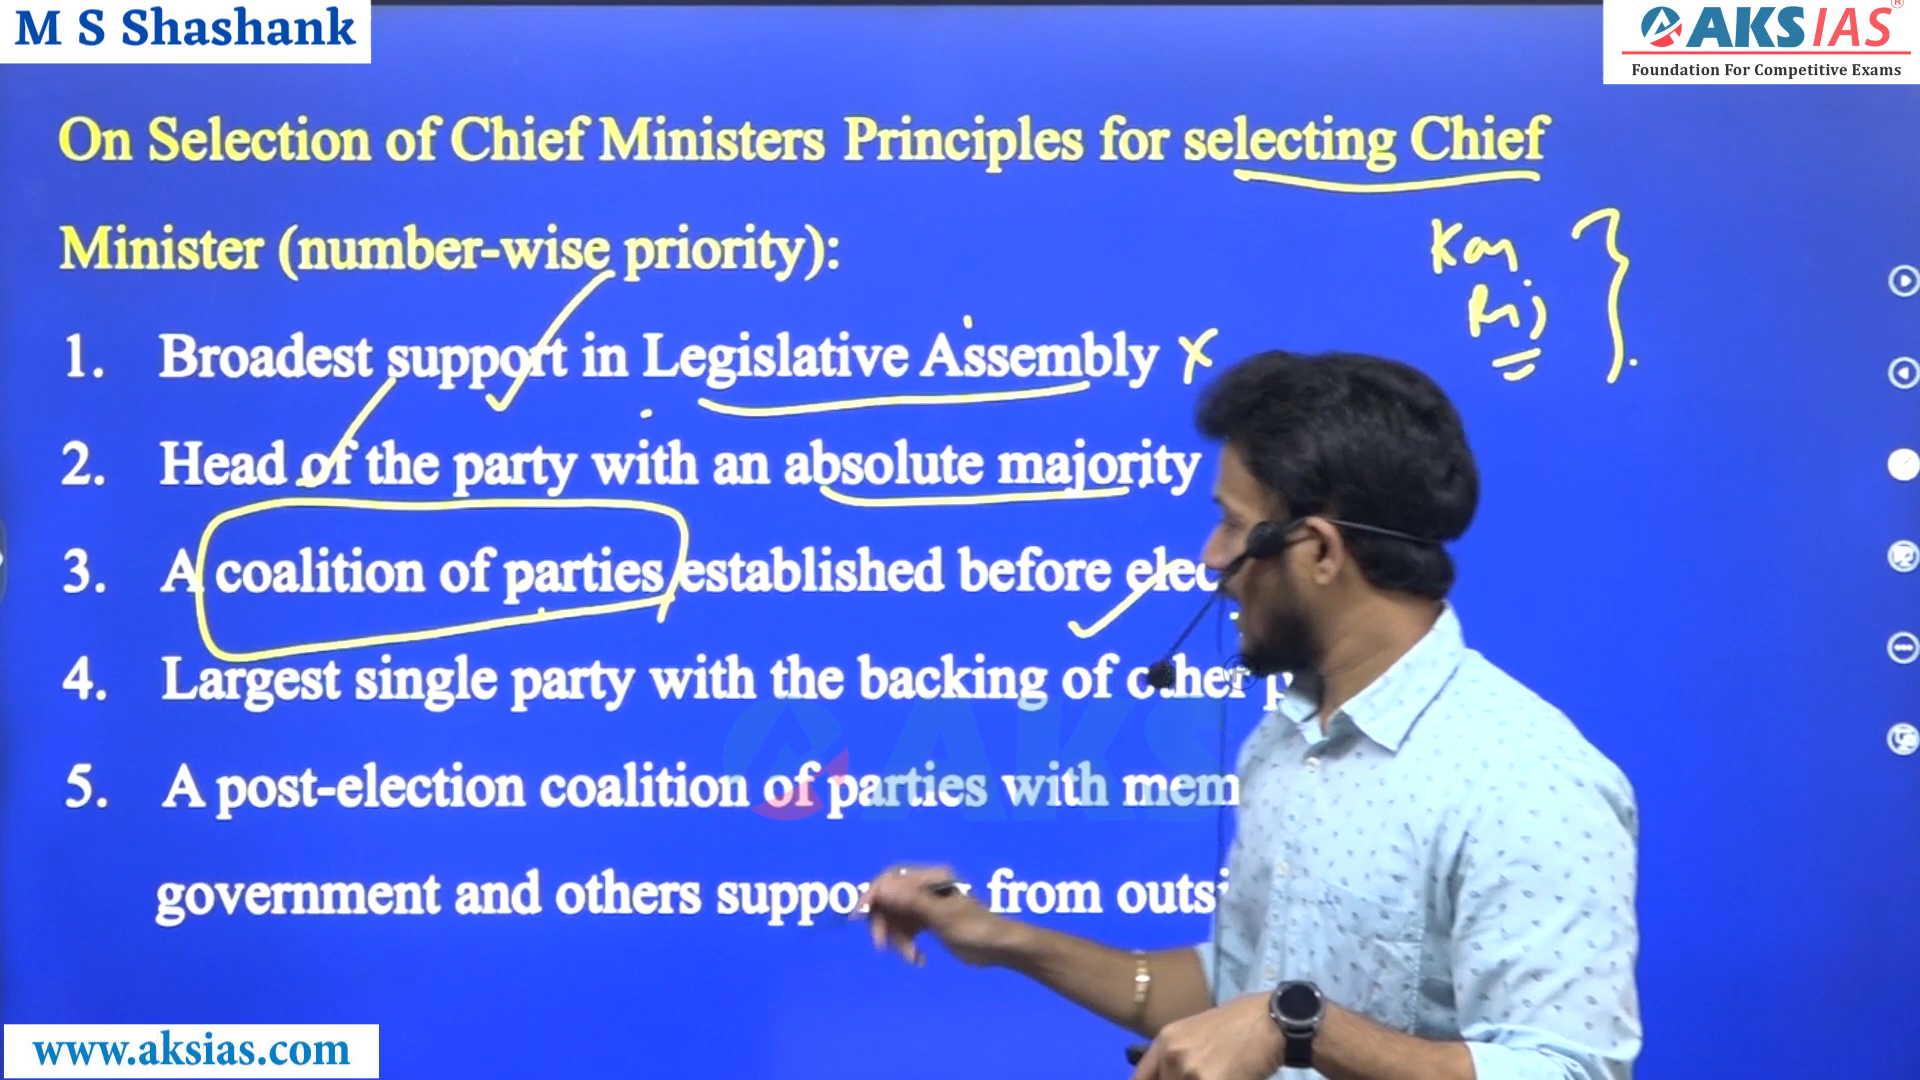 M S Shashank
AKS IAS®
Foundation For Competitive Exams
On Selection of Chief Ministers Principles for selecting Chief
Minister (number-wise priority):
1. Broadest support in Legislative Assembly x
2. Head of the party with an absolute majority
3. A coalition of parties established before
4. Largest single party with the backing of other
5. A post-election coalition of parties with
government and others from
AKS
www.aksias.com